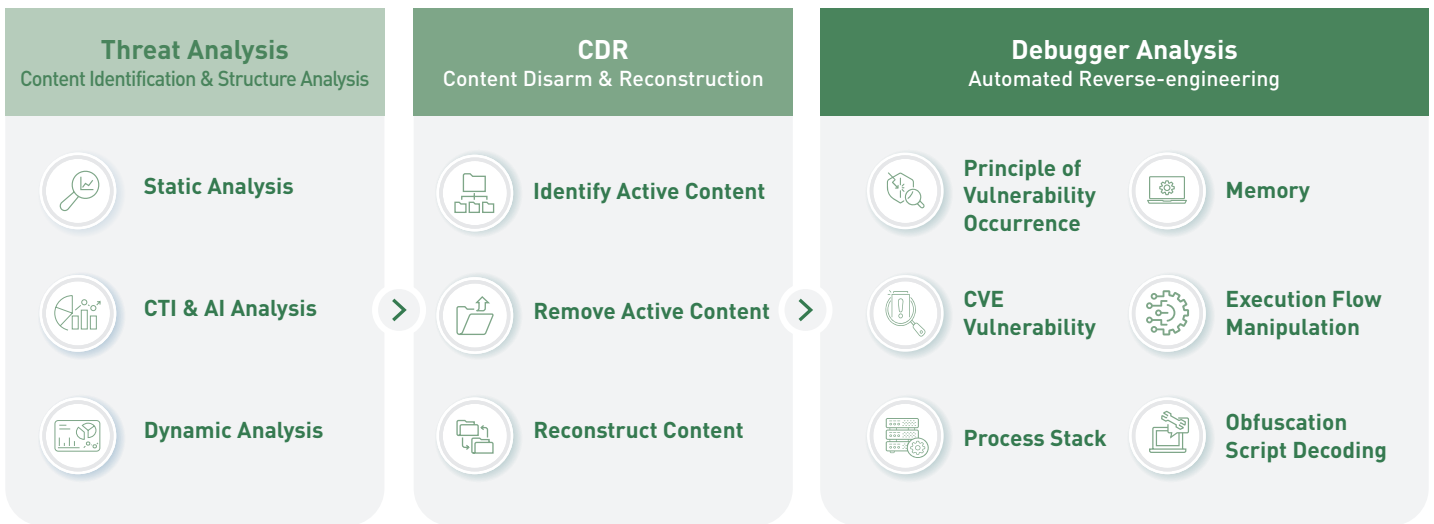 Threat Analysis
Content Identification & Structure Analysis
Static Analysis
CTI & AI Analysis
Dynamic Analysis
CDR
Content Disarm & Reconstruction
Identify Active Content
Remove Active Content
Reconstruct Content
Debugger Analysis
Automated Reverse-engineering
Principle of
Vulnerability
Occurrence
Memory
CVE
Vulnerability
Execution Flow
Manipulation
Process Stack
Obfuscation
Script Decoding